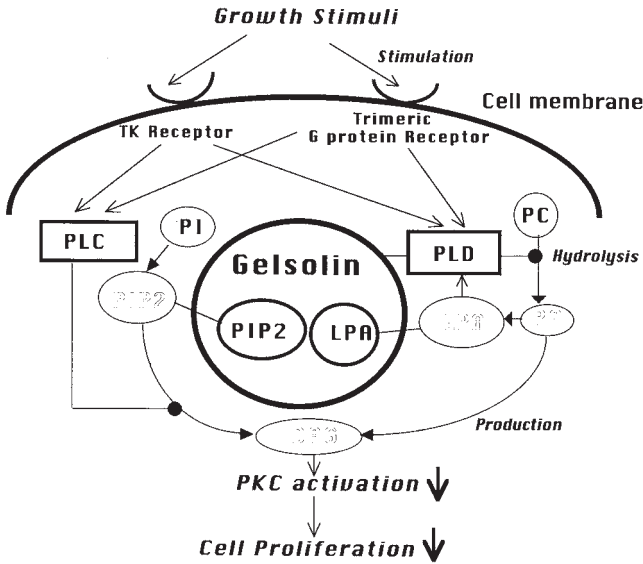 Growth Stimuli
Stimulation
Cell membrane
TK Receptor
Trimeric
G protein Receptor
PLC
PI
PC
Gelsolin
PLD
Hydrolysis
PIP2
PIP2
LPA
Production
PKC activation
Cell Proliferation